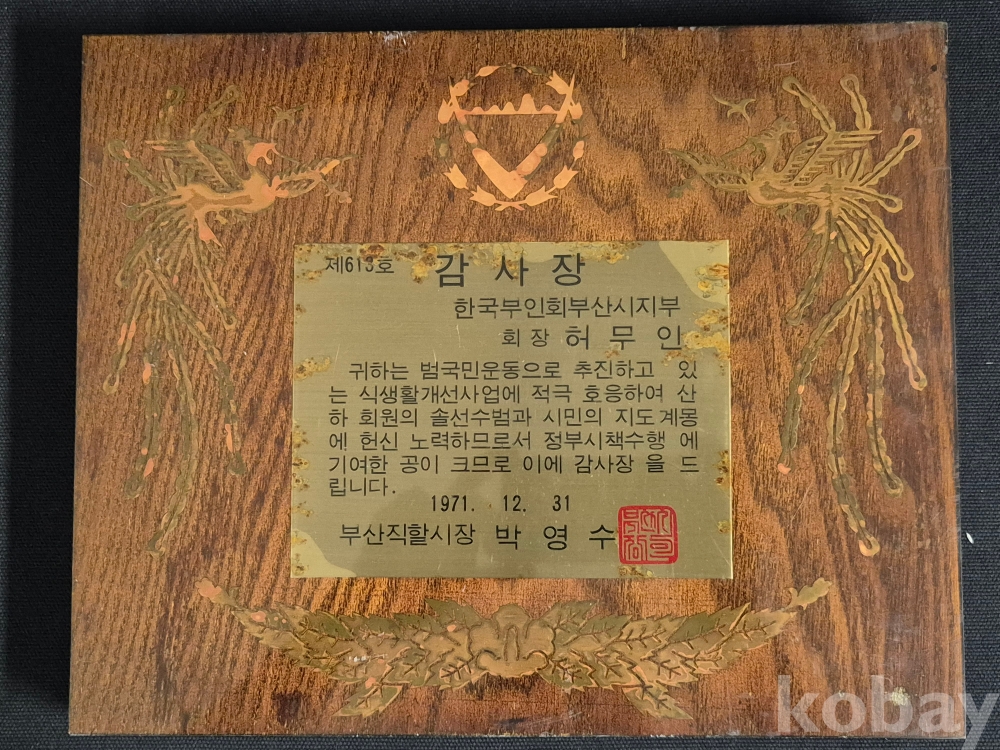 제613호 감사장
한국부인회부산시지부
회장 허무인
귀하는 범국민운동으로 추진하고 있
는 식생활개선사업에 적극 호응하여 산
하 회원의 솔선수범과 시민의 지도계몽
에 헌신 노력하므로서 정부시책수행 에
기여한 공이 크므로 이에 감사장 을 드
립니다.
1971. 12. 31
부산직할시장 박영수
kobay